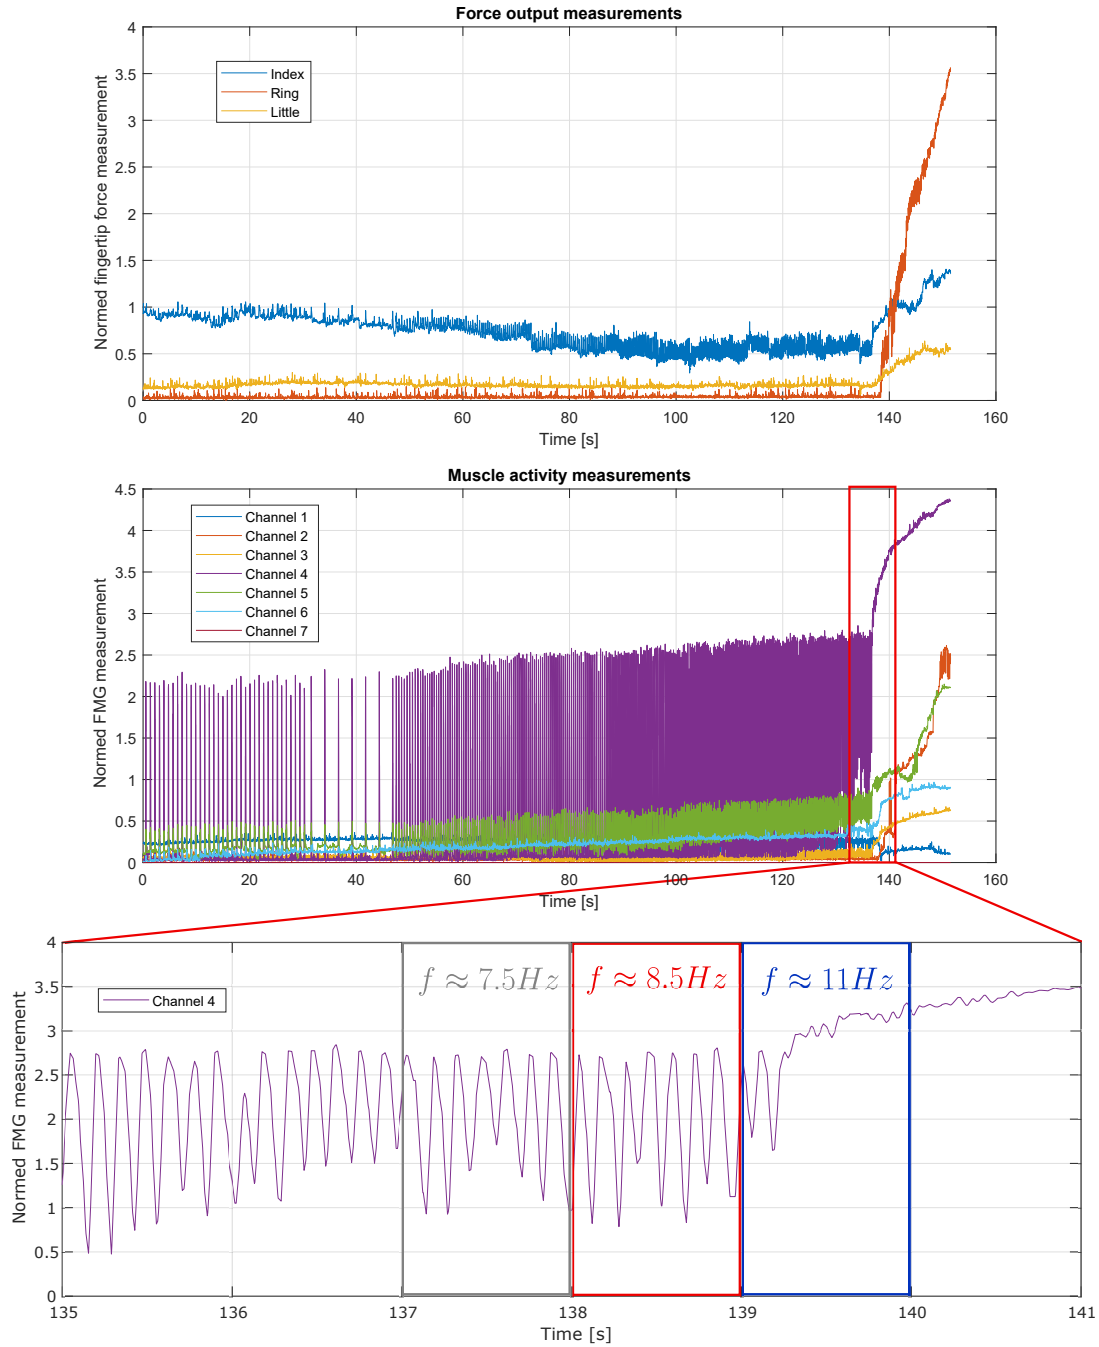 Force output measurements
Normed fingertip force measurement
4
3.5
3
2.5
2
1.5
1
0.5
0
Index
Ring
Little
0 20 40 60 80 100 120 140 160
Time [s]
Muscle activity measurements
Normed FMG measurement
4.5
4
3.5
3
2.5
2
1.5
1
0.5
0
Channel 1
Channel 2
Channel 3
Channel 4
Channel 5
Channel 6
Channel 7
0 20 40 60 80 100 120 140 160
Time [s]
Normed FMG measurement
4
3.5
3
2.5
2
1.5
1
0.5
0
Channel 4
f ≈ 7.5Hz f ≈ 8.5Hz f ≈ 11Hz
135 136 137 138 139 140 141
Time [s]